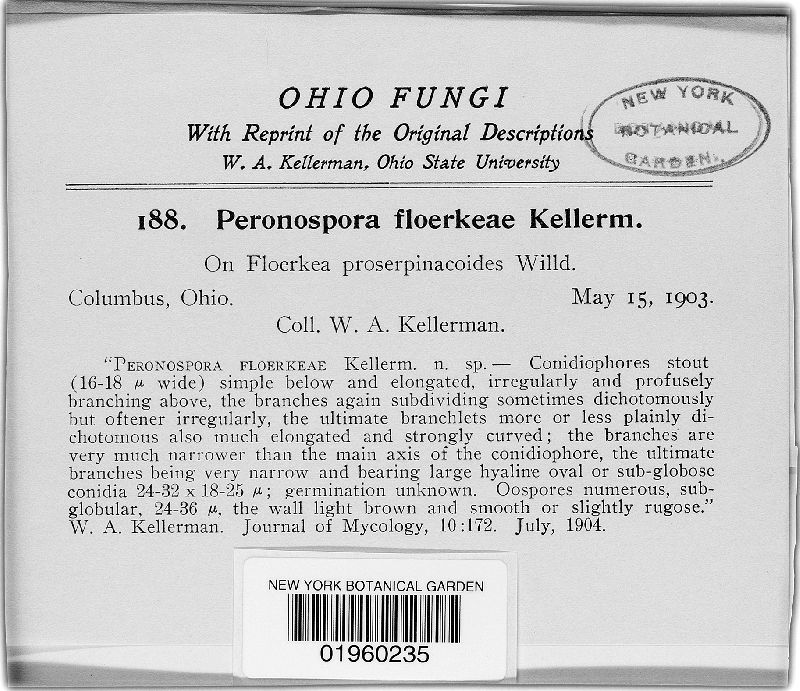 OHIO FUNGI
With Reprint of the Original Descriptions
W. A. Kellerman, Ohio State University
NEW YORK
BOTANICAL
GARDEN.
188. Peronospora floerkeae Kellerm.
On Floerkea proserpinacoides Willd.
Columbus, Ohio. May 15, 1903.
Coll. W. A. Kellerman.
"PERONOSPORA FLOERKEAE Kellerm. n. sp. — Conidiophores stout
(16-18 μ wide) simple below and elongated, irregularly and profusely
branching above, the branches again subdividing sometimes dichotomously
but oftener irregularly, the ultimate branchlets more or less plainly di-
chotomous also much elongated and strongly curved; the branches are
very much narrower than the main axis of the conidiophore, the ultimate
branches being very narrow and bearing large hyaline oval or sub-globose
conidia 24-32 x 18-25 μ; germination unknown. Oospores numerous, sub-
globular, 24-36 μ, the wall light brown and smooth or slightly rugose."
W. A. Kellerman. Journal of Mycology, 10:172. July, 1904.
NEW YORK BOTANICAL GARDEN
01960235